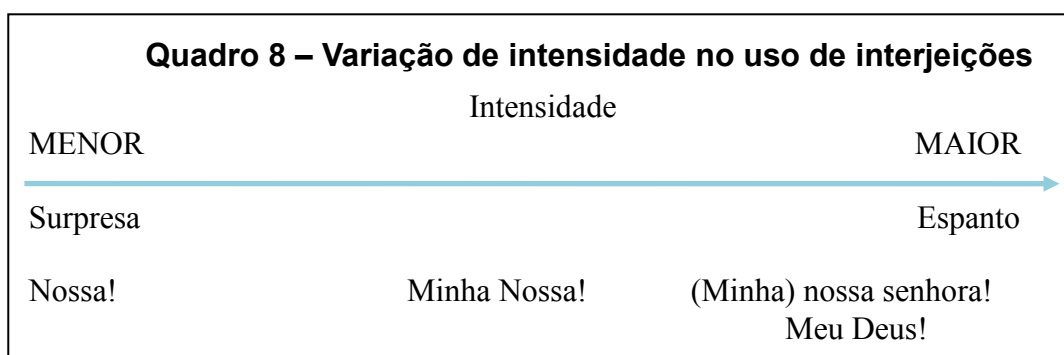 Quadro 8 – Variação de intensidade no uso de interjeições
Intensidade
MENOR MAIOR
Surpresa Espanto
Nossa! Minha Nossa! (Minha) nossa senhora!
Meu Deus!